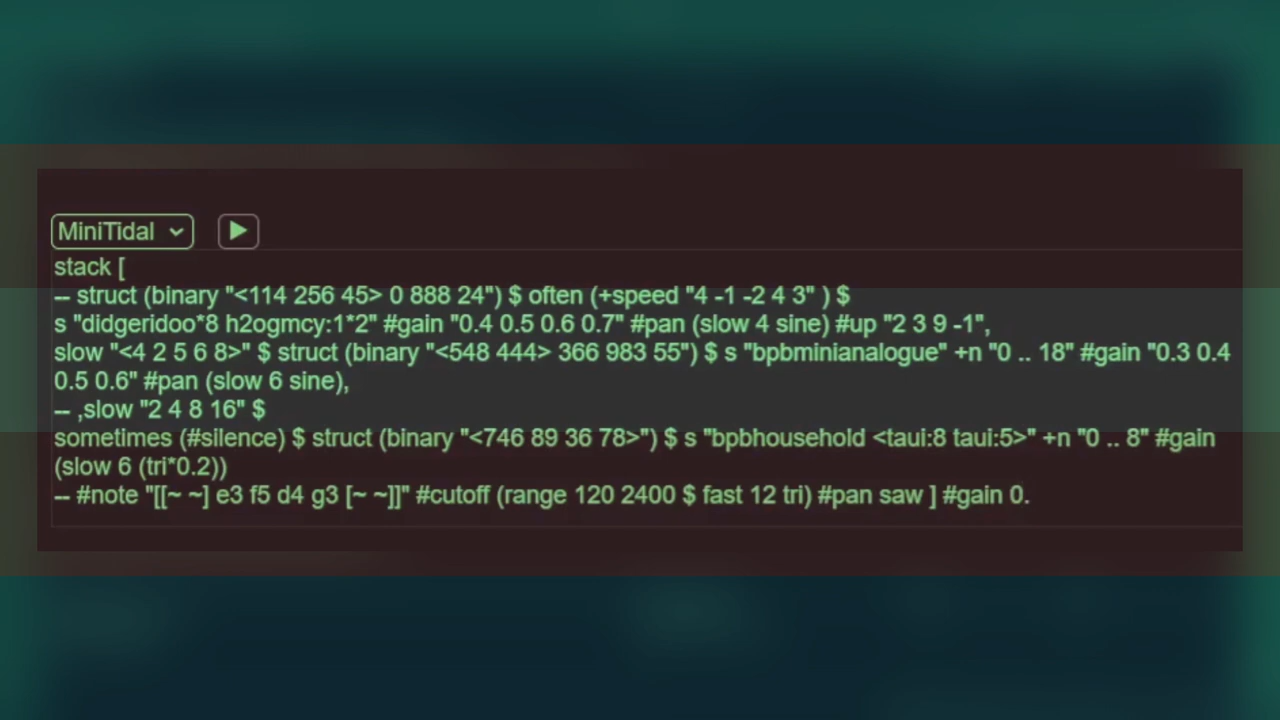 MiniTidal
stack [
-- struct (binary "<114 256 45> 0 888 24") $ often (+speed "4 -1 -2 4 3" ) $
s "didgeridoo*8 h2ogmcy:1*2" #gain "0.4 0.5 0.6 0.7" #pan (slow 4 sine) #up "2 3 9 -1",
slow "<4 2 5 6 8>" $ struct (binary "<548 444> 366 983 55") $ s "bpbminianalogue" +n "0 .. 18" #gain "0.3 0.4
0.5 0.6" #pan (slow 6 sine),
-- ,slow "2 4 8 16" $
sometimes (#silence) $ struct (binary "<746 89 36 78>") $ s "bpbhousehold <taui:8 taui:5>" +n "0 .. 8" #gain
(slow 6 (tri*0.2))
-- #note "[[~ ~] e3 f5 d4 g3 [~ ~]]" #cutoff (range 120 2400 $ fast 12 tri) #pan saw ] #gain 0.